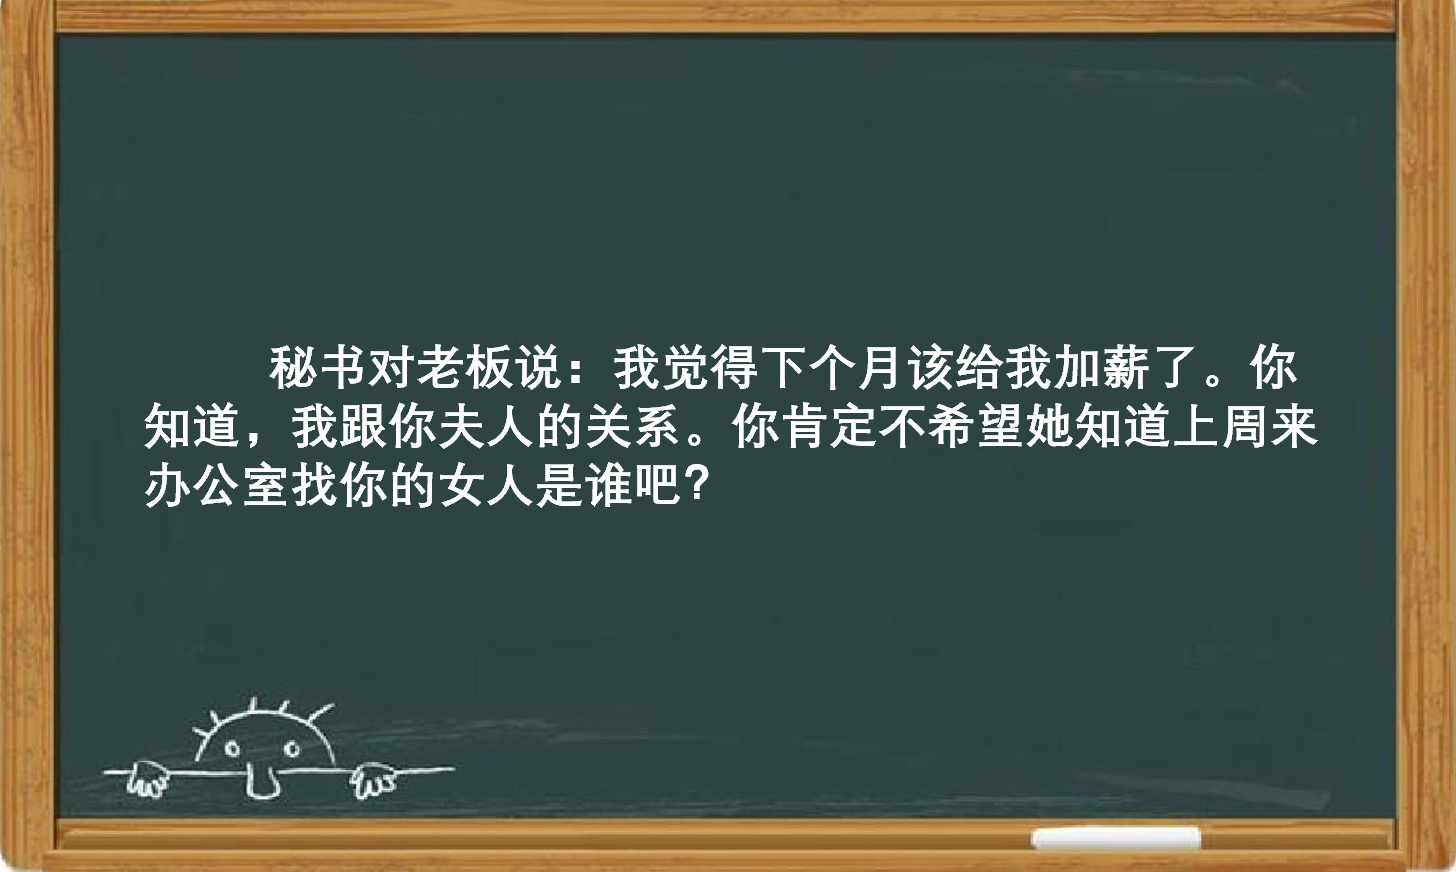 秘书对老板说：我觉得下个月该给我加薪了。你
知道，我跟你夫人的关系。你肯定不希望她知道上周来
办公室找你的女人是谁吧？